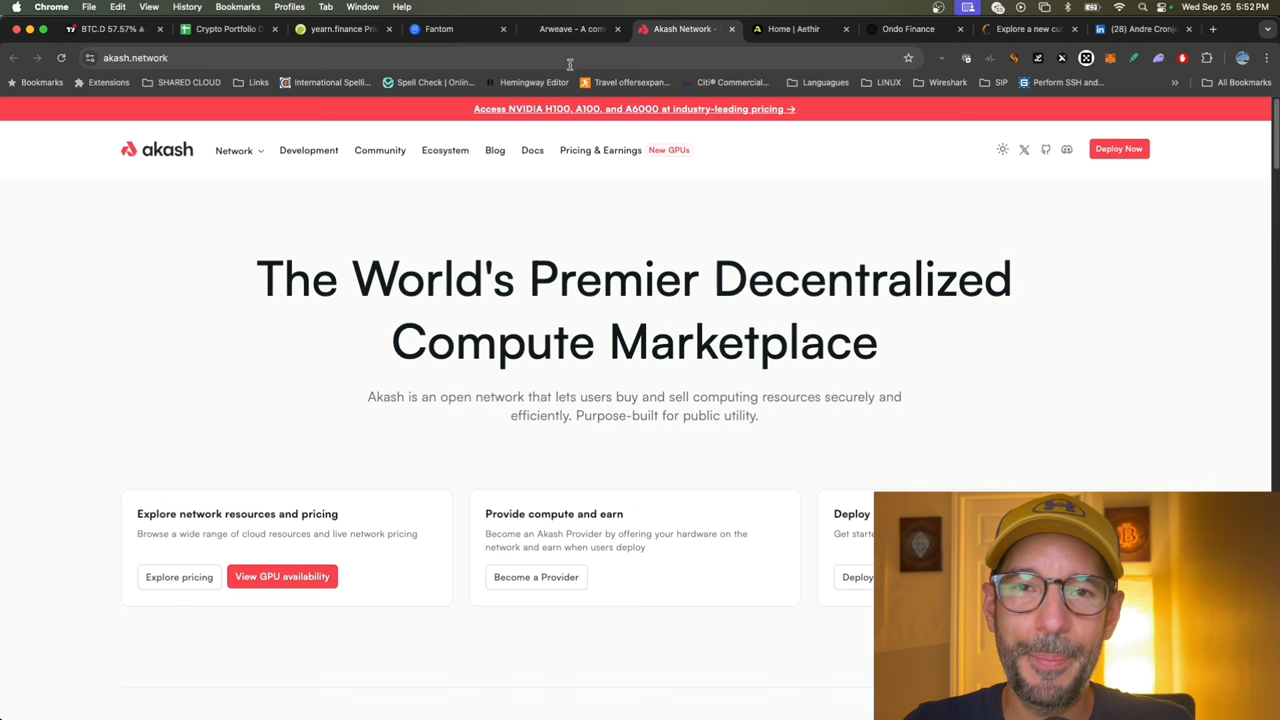 Chrome File Edit View History Bookmarks Profiles Tab Window Help
Wed Sep 25 5:52 PM
BTC.D 57.57%
Crypto Portfolio D
yearn.finance Pric
Fantom
Arweave - A com
Akash Network -
Home | Aethir
Ondo Finance
Explore a new cu
(28) Andre Cronje
akash.network
Bookmarks
Extensions
SHARED CLOUD
Links
International Spelli...
Spell Check | Onlin...
Hemingway Editor
Travel offersexpan...
Citi® Commercial...
Languagues
LINUX
Wireshark
SIP
Perform SSH and...
All Bookmarks
Access NVIDIA H100, A100, and A6000 at industry-leading pricing →
akash
Network
Development
Community
Ecosystem
Blog
Docs
Pricing & Earnings
New GPUs
Deploy Now
The World's Premier Decentralized
Compute Marketplace
Akash is an open network that lets users buy and sell computing resources securely and
efficiently. Purpose-built for public utility.
Explore network resources and pricing
Browse a wide range of cloud resources and live network pricing
Explore pricing
View GPU availability
Provide compute and earn
Become an Akash Provider by offering your hardware on the
network and earn when users deploy
Become a Provider
Deploy
Get starte
Deploy